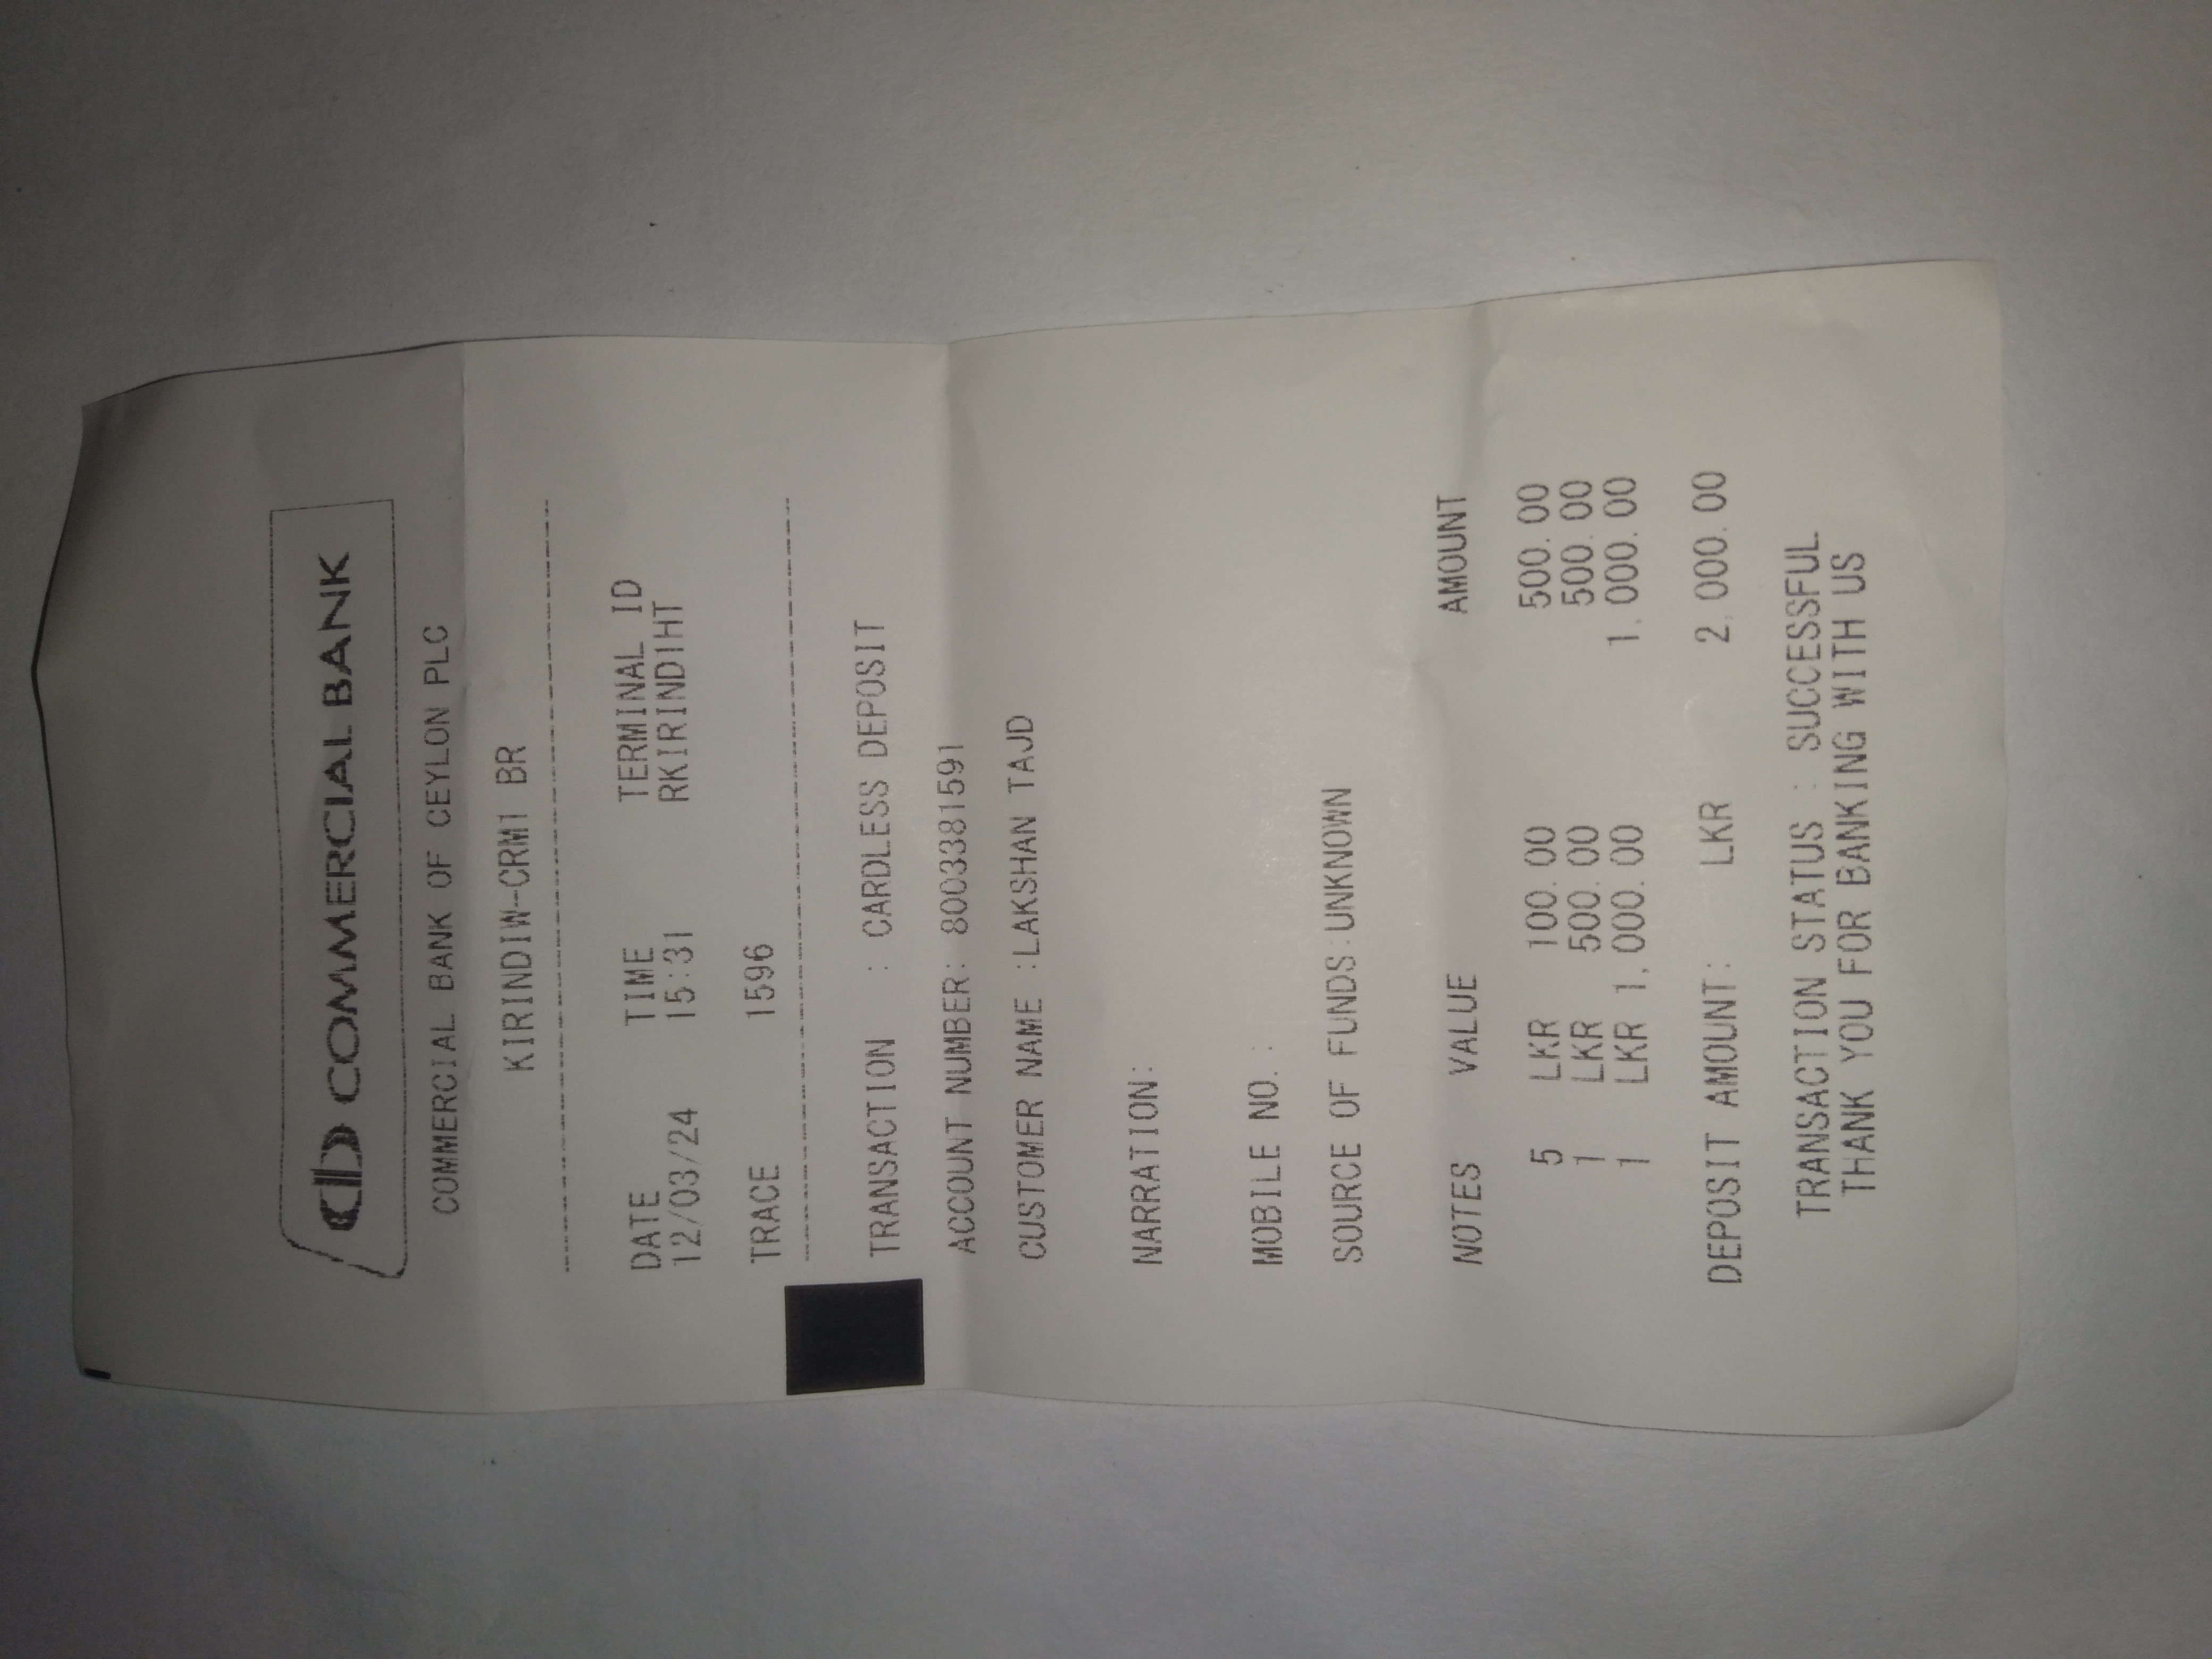 COMMERCIAL BANK
COMMERCIAL BANK OF CEYLON PLC
KIRINDIW-CRM1 BR
DATE TIME TERMINAL ID
12/03/24 15:31 RKIRIND1HT
TRACE 1596
TRANSACTION : CARDLESS DEPOSIT
ACCOUNT NUMBER: 8003381591
CUSTOMER NAME :LAKSHAN TAJD
NARRATION:
MOBILE NO.:
SOURCE OF FUNDS:UNKNOWN
NOTES VALUE AMOUNT
5 LKR 100.00 500.00
1 LKR 500.00 500.00
1 LKR 1,000.00 1,000.00
DEPOSIT AMOUNT: LKR 2,000.00
TRANSACTION STATUS : SUCCESSFUL
THANK YOU FOR BANKING WITH US